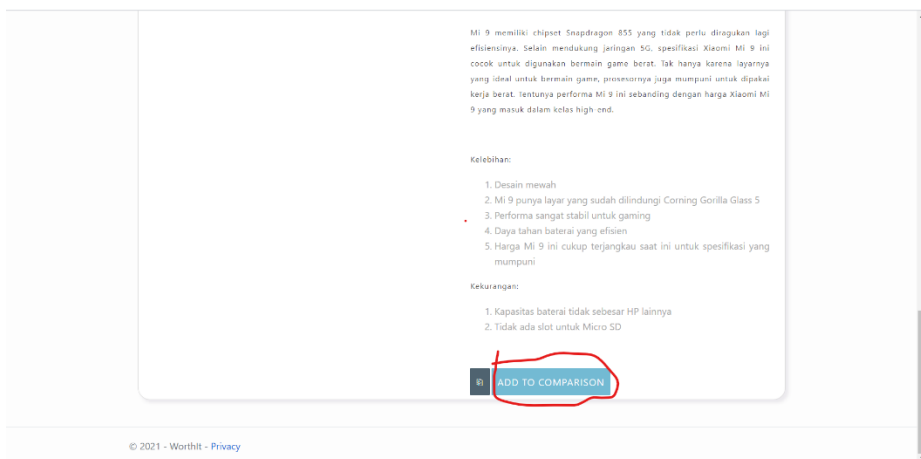 Mi 9 memiliki chipset Snapdragon 855 yang tidak perlu diragukan lagi
efisiensinya. Selain mendukung jaringan 5G, spesifikasi Xiaomi Mi 9 ini
cocok untuk digunakan bermain game berat. Tak hanya karena layarnya
yang ideal untuk bermain game, prosesornya juga mumpuni untuk dipakai
kerja berat. Tentunya performa Mi 9 ini sebanding dengan harga Xiaomi Mi
9 yang masuk dalam kelas high-end.
Kelebihan:
1. Desain mewah
2. Mi 9 punya layar yang sudah dilindungi Corning Gorilla Glass 5
3. Performa sangat stabil untuk gaming
4. Daya tahan baterai yang efisien
5. Harga Mi 9 ini cukup terjangkau saat ini untuk spesifikasi yang
mumpuni
Kekurangan:
1. Kapasitas baterai tidak sebesar HP lainnya
2. Tidak ada slot untuk Micro SD
ADD TO COMPARISON
© 2021 - WorthIt - Privacy